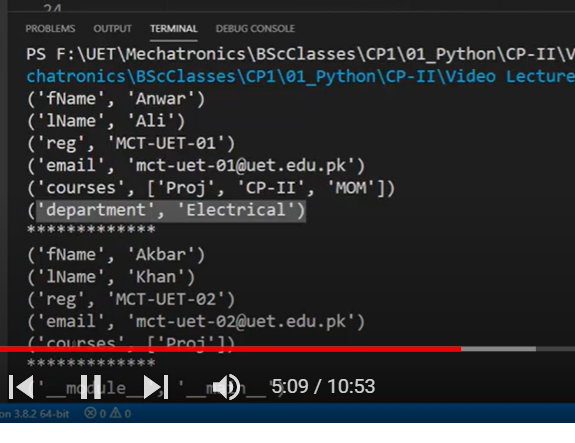 24
PROBLEMS OUTPUT TERMINAL DEBUG CONSOLE
PS F:\UET\Mechatronics\BScClasses\CP1\01_Python\CP-II\V
chatronics\BScClasses\CP1\01_Python\CP-II\Video Lecture
('fName', 'Anwar')
('lName', 'Ali')
('reg', 'MCT-UET-01')
('email', 'mct-uet-01@uet.edu.pk')
('courses', ['Proj', 'CP-II', 'MOM'])
('department', 'Electrical')
*************
('fName', 'Akbar')
('lName', 'Khan')
('reg', 'MCT-UET-02')
('email', 'mct-uet-02@uet.edu.pk')
('courses', ['Proj'])
*************
('__module__', '__main__')
5:09 / 10:53
on 3.8.2 64-bit 0 0